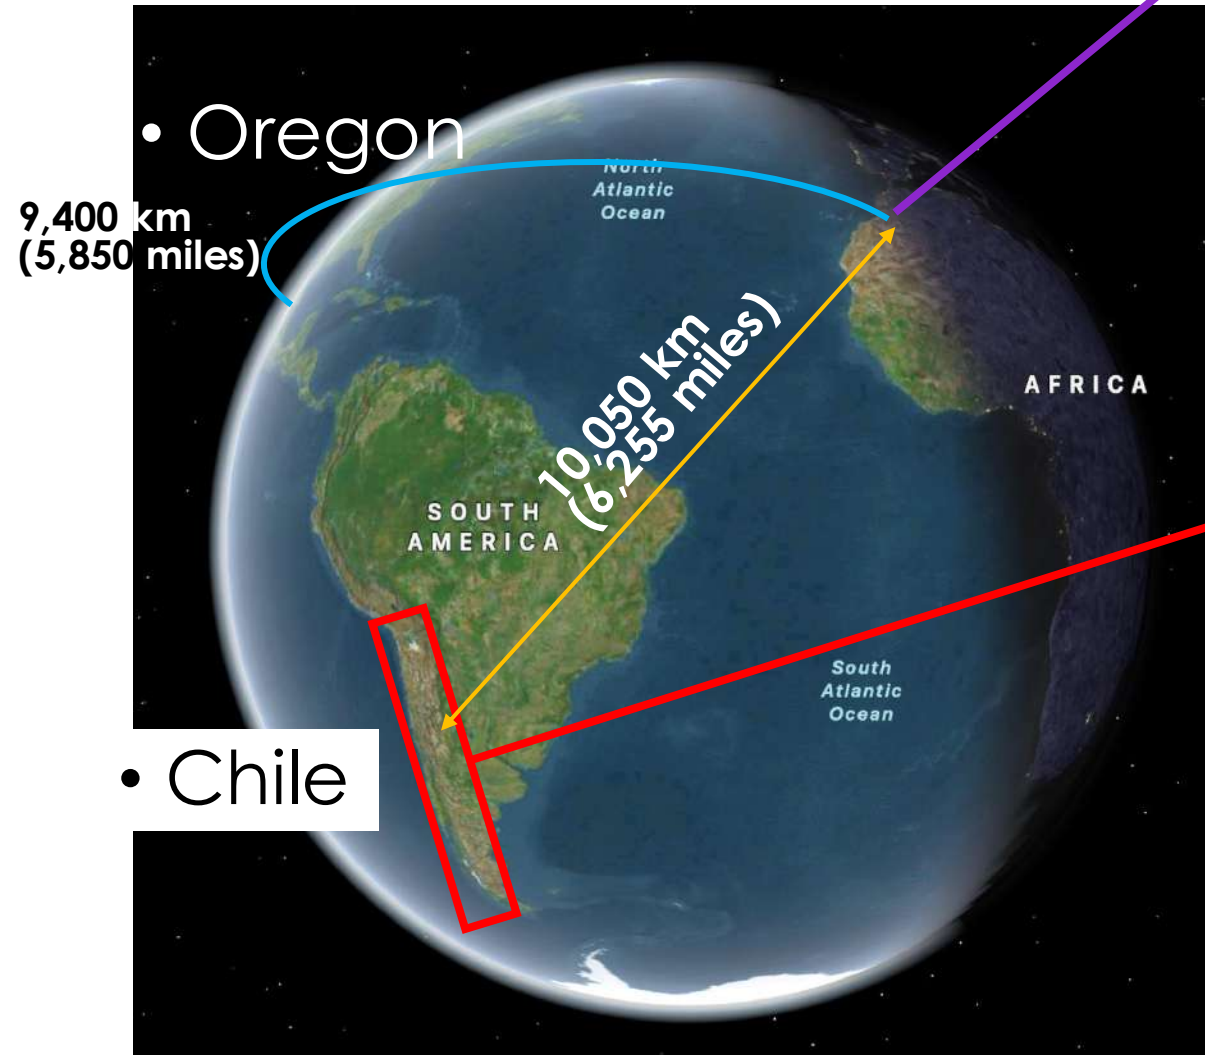 • Oregon
North
Atlantic
Ocean
9,400 km
(5,850 miles)
10,050 km
(6,255 miles)
AFRICA
SOUTH
AMERICA
South
Atlantic
Ocean
• Chile